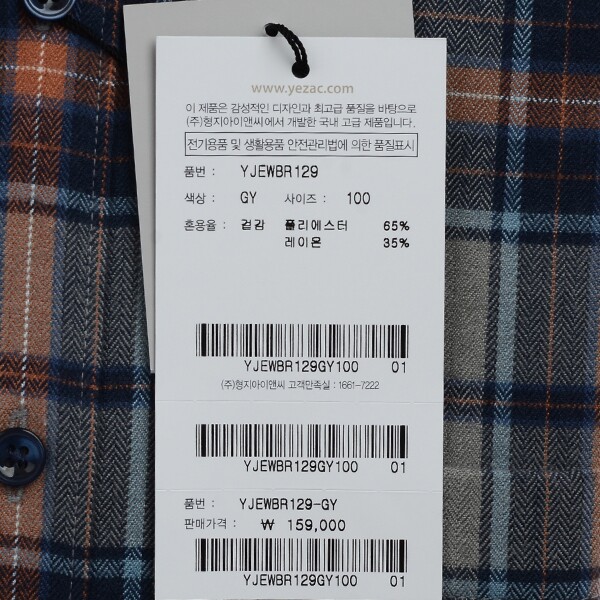 www.yezac.com
이 제품은 감성적인 디자인과 최고급 품질을 바탕으로
(주)형지아이앤씨에서 개발한 국내 고급 제품입니다.
전기용품 및 생활용품 안전관리법에 의한 품질표시
품번 : YJEWBR129
색상 : GY 사이즈 : 100
혼용율 : 겉감 폴리에스터 65%
레이온 35%
YJEWBR129GY100 01
(주)형지아이앤씨 고객만족실 : 1661-7222
YJEWBR129GY100 01
품번 : YJEWBR129-GY
판매가격 : ₩ 159,000
YJEWBR129GY100 01